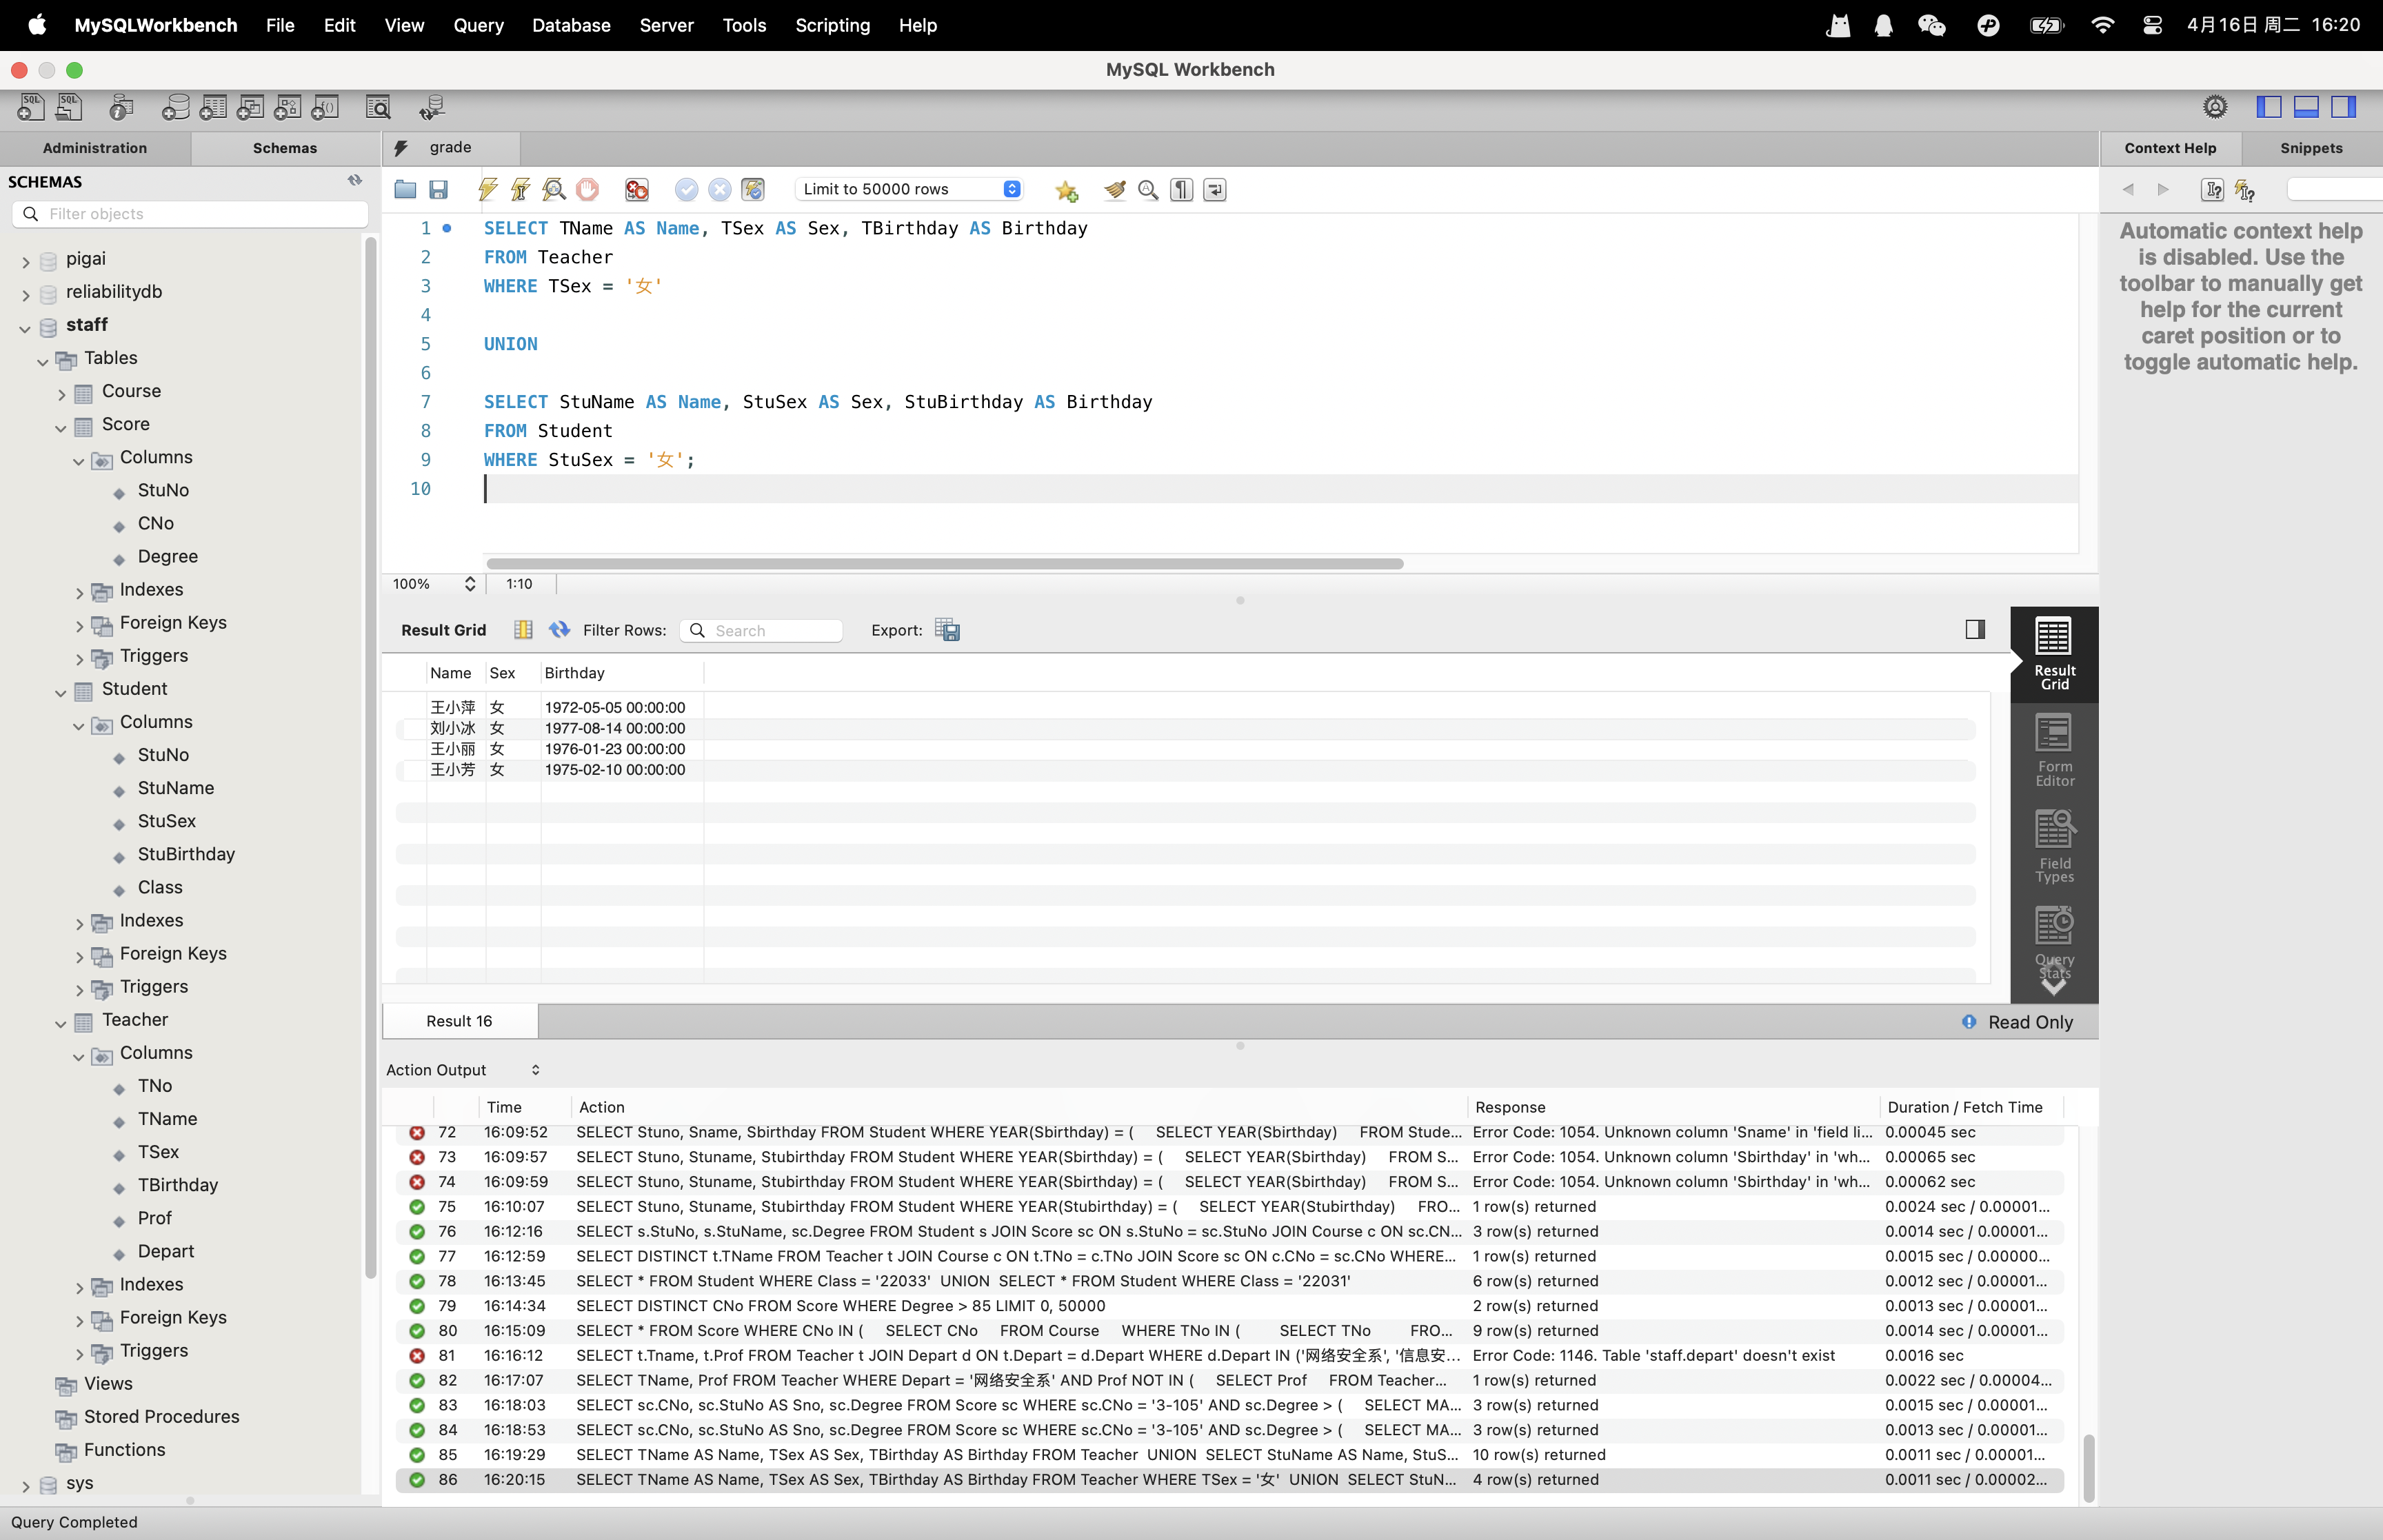 MySQLWorkbench File Edit View Query Database Server Tools Scripting Help 4月16日 周二 16:20
MySQL Workbench
Administration Schemas grade Context Help Snippets
SCHEMAS
Filter objects
pigai
reliabilitydb
staff
Tables
Course
Score
Columns
StuNo
CNo
Degree
Indexes
Foreign Keys
Triggers
Student
Columns
StuNo
StuName
StuSex
StuBirthday
Class
Indexes
Foreign Keys
Triggers
Teacher
Columns
TNo
TName
TSex
TBirthday
Prof
Depart
Indexes
Foreign Keys
Triggers
Views
Stored Procedures
Functions
sys
Limit to 50000 rows
1 SELECT TName AS Name, TSex AS Sex, TBirthday AS Birthday
2 FROM Teacher
3 WHERE TSex = '女'
4
5 UNION
6
7 SELECT StuName AS Name, StuSex AS Sex, StuBirthday AS Birthday
8 FROM Student
9 WHERE StuSex = '女';
10
100% 1:10
Automatic context help
is disabled. Use the
toolbar to manually get
help for the current
caret position or to
toggle automatic help.
Result Grid Filter Rows: Search Export:
Name Sex Birthday
王小萍 女 1972-05-05 00:00:00
刘小冰 女 1977-08-14 00:00:00
王小丽 女 1976-01-23 00:00:00
王小芳 女 1975-02-10 00:00:00
Result
Grid
Form
Editor
Field
Types
Query
Stats
Result 16 Read Only
Action Output
Time Action Response Duration / Fetch Time
72 16:09:52 SELECT Stuno, Sname, Sbirthday FROM Student WHERE YEAR(Sbirthday) = ( SELECT YEAR(Sbirthday) FROM Stude... Error Code: 1054. Unknown column 'Sname' in 'field li... 0.00045 sec
73 16:09:57 SELECT Stuno, Stuname, Stubirthday FROM Student WHERE YEAR(Sbirthday) = ( SELECT YEAR(Sbirthday) FROM S... Error Code: 1054. Unknown column 'Sbirthday' in 'wh... 0.00065 sec
74 16:09:59 SELECT Stuno, Stuname, Stubirthday FROM Student WHERE YEAR(Sbirthday) = ( SELECT YEAR(Sbirthday) FROM S... Error Code: 1054. Unknown column 'Sbirthday' in 'wh... 0.00062 sec
75 16:10:07 SELECT Stuno, Stuname, Stubirthday FROM Student WHERE YEAR(Stubirthday) = ( SELECT YEAR(Stubirthday) FRO... 1 row(s) returned 0.0024 sec / 0.00001...
76 16:12:16 SELECT s.StuNo, s.StuName, sc.Degree FROM Student s JOIN Score sc ON s.StuNo = sc.StuNo JOIN Course c ON sc.CN... 3 row(s) returned 0.0014 sec / 0.00001...
77 16:12:59 SELECT DISTINCT t.TName FROM Teacher t JOIN Course c ON t.TNo = c.TNo JOIN Score sc ON c.CNo = sc.CNo WHERE... 1 row(s) returned 0.0015 sec / 0.00000...
78 16:13:45 SELECT * FROM Student WHERE Class = '22033' UNION SELECT * FROM Student WHERE Class = '22031' 6 row(s) returned 0.0012 sec / 0.00001...
79 16:14:34 SELECT DISTINCT CNo FROM Score WHERE Degree > 85 LIMIT 0, 50000 2 row(s) returned 0.0013 sec / 0.00001...
80 16:15:09 SELECT * FROM Score WHERE CNo IN ( SELECT CNo FROM Course WHERE TNo IN ( SELECT TNo FRO... 9 row(s) returned 0.0014 sec / 0.00001...
81 16:16:12 SELECT t.Tname, t.Prof FROM Teacher t JOIN Depart d ON t.Depart = d.Depart WHERE d.Depart IN ('网络安全系', '信息安... Error Code: 1146. Table 'staff.depart' doesn't exist 0.0016 sec
82 16:17:07 SELECT TName, Prof FROM Teacher WHERE Depart = '网络安全系' AND Prof NOT IN ( SELECT Prof FROM Teacher... 1 row(s) returned 0.0022 sec / 0.00004...
83 16:18:03 SELECT sc.CNo, sc.StuNo AS Sno, sc.Degree FROM Score sc WHERE sc.CNo = '3-105' AND sc.Degree > ( SELECT MA... 3 row(s) returned 0.0015 sec / 0.00001...
84 16:18:53 SELECT sc.CNo, sc.StuNo AS Sno, sc.Degree FROM Score sc WHERE sc.CNo = '3-105' AND sc.Degree > ( SELECT MA... 3 row(s) returned 0.0013 sec / 0.00001...
85 16:19:29 SELECT TName AS Name, TSex AS Sex, TBirthday AS Birthday FROM Teacher UNION SELECT StuName AS Name, StuS... 10 row(s) returned 0.0011 sec / 0.00001...
86 16:20:15 SELECT TName AS Name, TSex AS Sex, TBirthday AS Birthday FROM Teacher WHERE TSex = '女' UNION SELECT StuN... 4 row(s) returned 0.0011 sec / 0.00002...
Query Completed